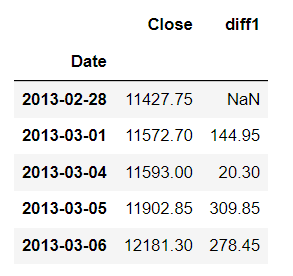 Close diff1
Date
2013-02-28 11427.75 NaN
2013-03-01 11572.70 144.95
2013-03-04 11593.00 20.30
2013-03-05 11902.85 309.85
2013-03-06 12181.30 278.45